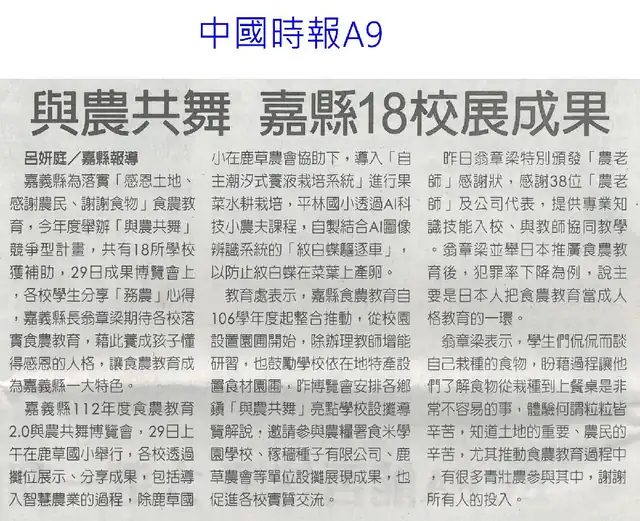 中國時報A9
與農共舞 嘉縣18校展成果
呂妍庭／嘉縣報導
嘉義縣為落實「感恩土地、
感謝農民、謝謝食物」食農教
育，今年度舉辦「與農共舞」
競爭型計畫，共有18所學校
獲補助，29日成果博覽會上
，各校學生分享「務農」心得
，嘉義縣長翁章梁期待各校落
實食農教育，藉此養成孩子懂
得感恩的人格，讓食農教育成
為嘉義縣一大特色。
嘉義縣112年度食農教育
2.0與農共舞博覽會，29日上
午在鹿草國小舉行，各校透過
攤位展示、分享成果，包括導
入智慧農業的過程，除鹿草國
小在鹿草農會協助下，導入「自
主潮汐式養液栽培系統」進行果
菜水耕栽培，平林國小透過AI科
技小農夫課程，自製結合AI圖像
辨識系統的「紋白蝶驅逐車」，
以防止紋白蝶在菜葉上產卵。
教育處表示，嘉縣食農教育自
106學年度起整合推動，從校園
設置園圃開始，除辦理教師增能
研習，也鼓勵學校依在地特產設
置食材園圃，昨博覽會安排各鄉
鎮「與農共舞」亮點學校設攤導
覽解說，邀請參與農糧署食米學
園學校、稼穡種子有限公司、鹿
草農會等單位設攤展現成果，也
促進各校實質交流。
昨日翁章梁特別頒發「農老
師」感謝狀，感謝38位「農老
師」及公司代表，提供專業知
識技能入校、與教師協同教學
。翁章梁並舉日本推廣食農教
育後，犯罪率下降為例，說主
要是日本人把食農教育當成人
格教育的一環。
翁章梁表示，學生們侃侃而談
自己栽種的食物，盼藉過程讓他
們了解食物從栽種到上餐桌是非
常不容易的事，體驗何謂粒粒皆
辛苦，知道土地的重要、農民的
辛苦，尤其推動食農教育過程中
，有很多青壯農參與其中，謝謝
所有人的投入。